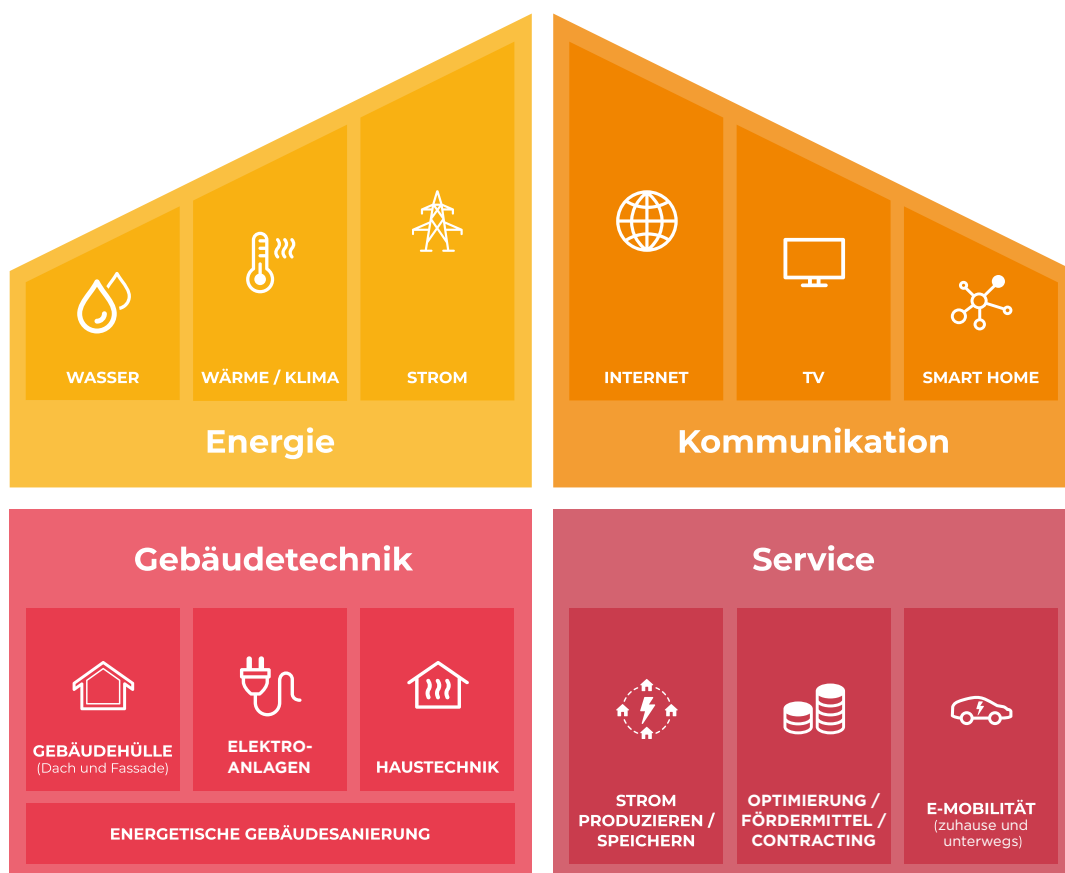 WASSER
WÄRME / KLIMA
STROM
Energie
INTERNET
TV
SMART HOME
Kommunikation
Gebäudetechnik
GEBÄUDEHÜLLE
(Dach und Fassade)
ELEKTRO-
ANLAGEN
HAUSTECHNIK
ENERGETISCHE GEBÄUDESANIERUNG
Service
STROM
PRODUZIEREN /
SPEICHERN
OPTIMIERUNG /
FÖRDERMITTEL /
CONTRACTING
E-MOBILITÄT
(zuhause und
unterwegs)